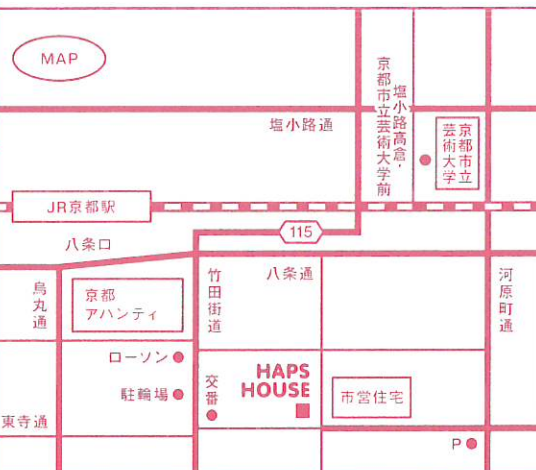 MAP
塩小路高倉・
京都市立芸術大学前
塩小路通
京都市立
芸術大学
JR京都駅
115
八条口
烏丸通
京都
アバンティ
竹田街道
八条通
河原町通
ローソン
駐輪場
交番
HAPS
HOUSE
市営住宅
東寺通
P